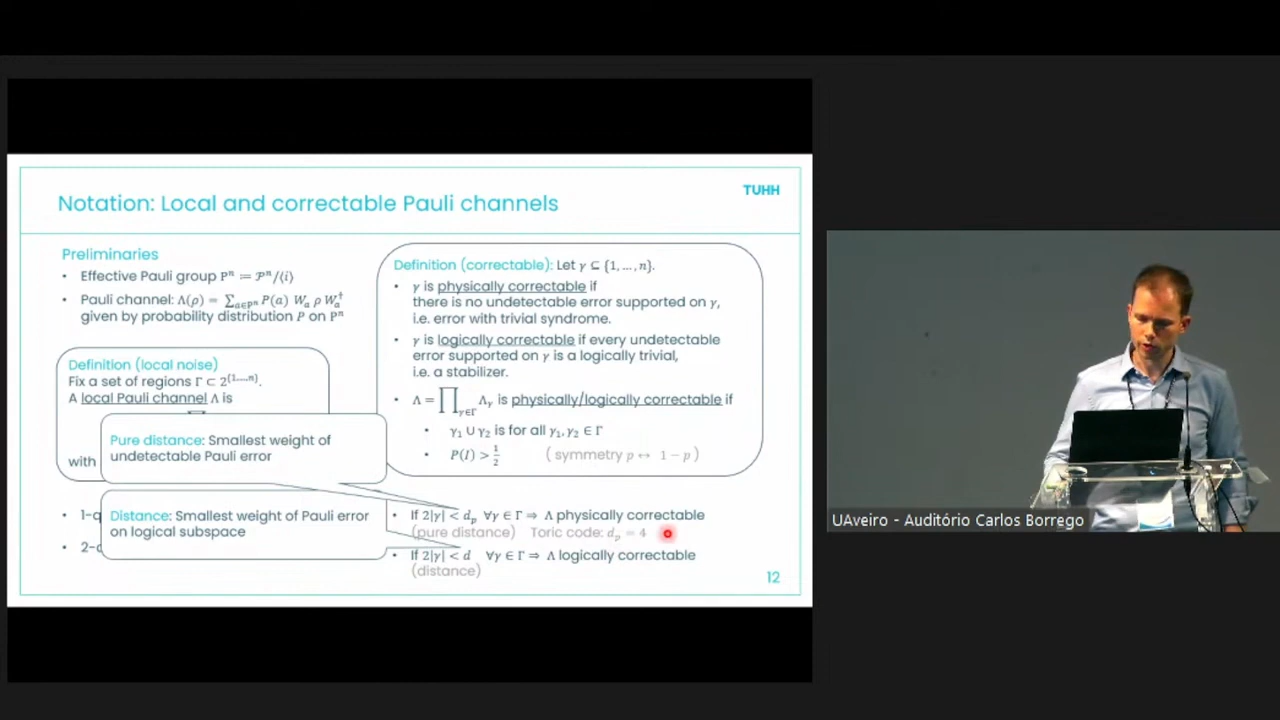 TUHH
Notation: Local and correctable Pauli channels
Preliminaries
• Effective Pauli group Pⁿ ≔ 𝒫ⁿ/⟨i⟩
• Pauli channel: Λ(ρ) = ∑_{a∈Pⁿ} P(a) W_a ρ W_a^†
given by probability distribution P on Pⁿ
Definition (local noise)
Fix a set of regions Γ ⊂ 2^{{1,…,n}}.
A local Pauli channel Λ is
with
Pure distance: Smallest weight of
undetectable Pauli error
Distance: Smallest weight of Pauli error
on logical subspace
• 1-q
• 2-q
Definition (correctable): Let γ ⊆ {1, …, n}.
• γ is physically correctable if
there is no undetectable error supported on γ,
i.e. error with trivial syndrome.
• γ is logically correctable if every undetectable
error supported on γ is a logically trivial,
i.e. a stabilizer.
• Λ = ∏_{γ∈Γ} Λ_γ is physically/logically correctable if
• γ₁ ∪ γ₂ is for all γ₁, γ₂ ∈ Γ
• P(I) > 1/2 ( symmetry p ↔ 1 − p )
• If 2|γ| < d_p ∀γ ∈ Γ ⇒ Λ physically correctable
(pure distance) Toric code: d_p = 4
• If 2|γ| < d ∀γ ∈ Γ ⇒ Λ logically correctable
(distance)
12
UAveiro - Auditório Carlos Borrego